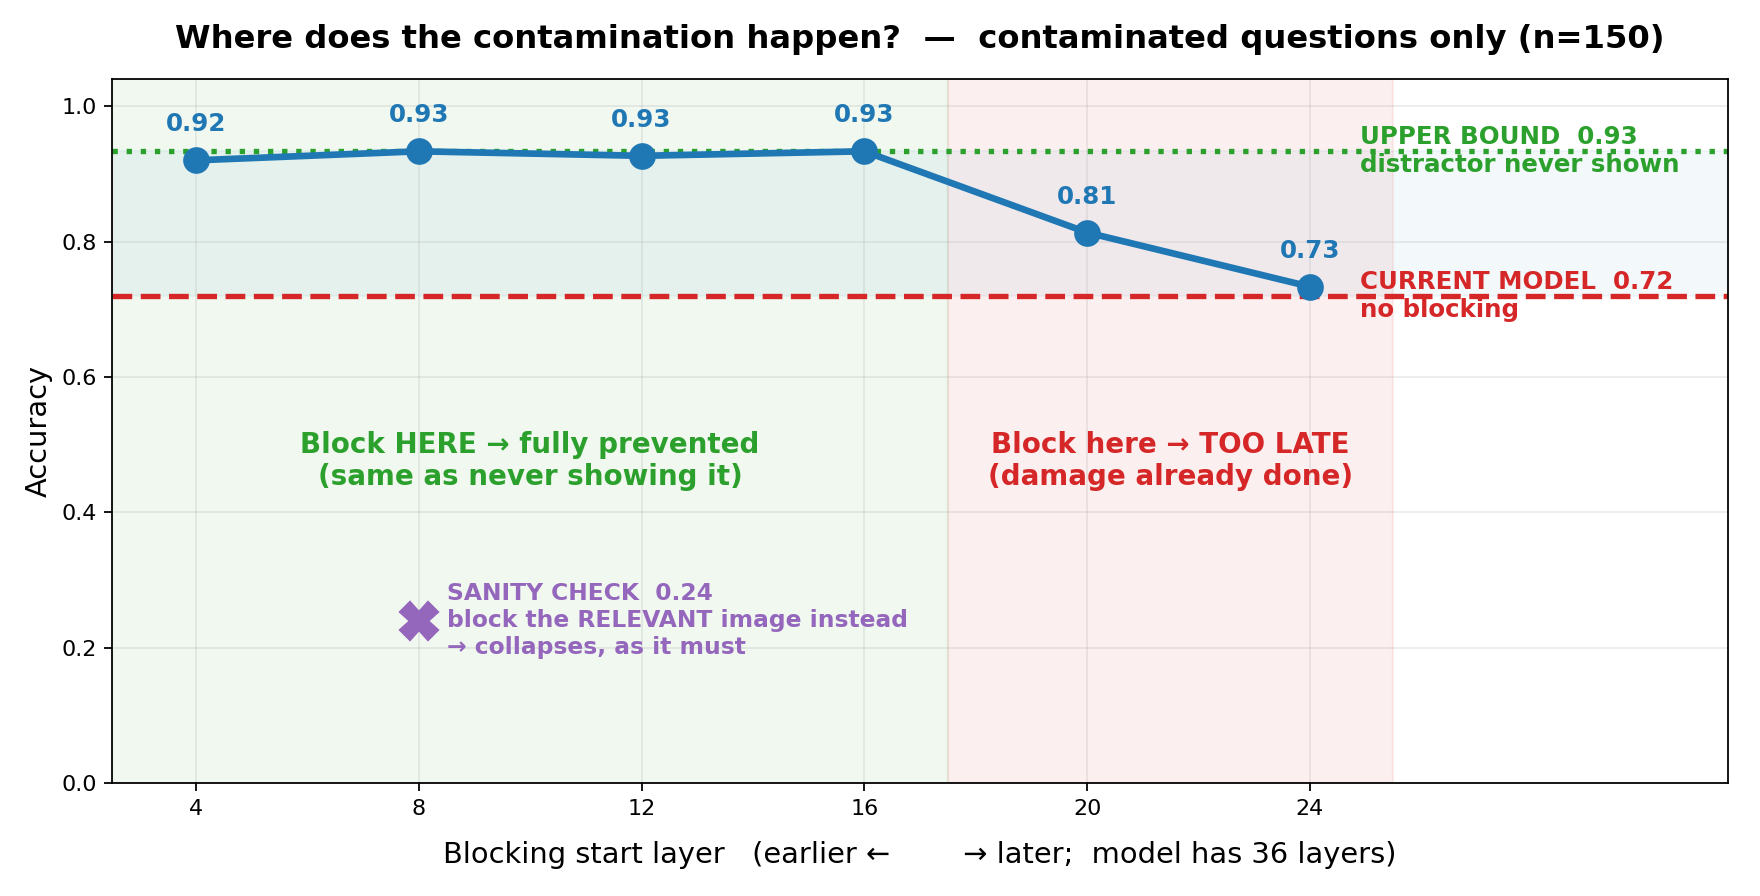 Where does the contamination happen? — contaminated questions only (n=150)
1.0
0.8
0.6
0.4
0.2
0.0
Accuracy
0.92
0.93
0.93
0.93
0.81
0.73
UPPER BOUND 0.93
distractor never shown
CURRENT MODEL 0.72
no blocking
Block HERE → fully prevented
(same as never showing it)
Block here → TOO LATE
(damage already done)
SANITY CHECK 0.24
block the RELEVANT image instead
→ collapses, as it must
4 8 12 16 20 24
Blocking start layer (earlier ← → later; model has 36 layers)